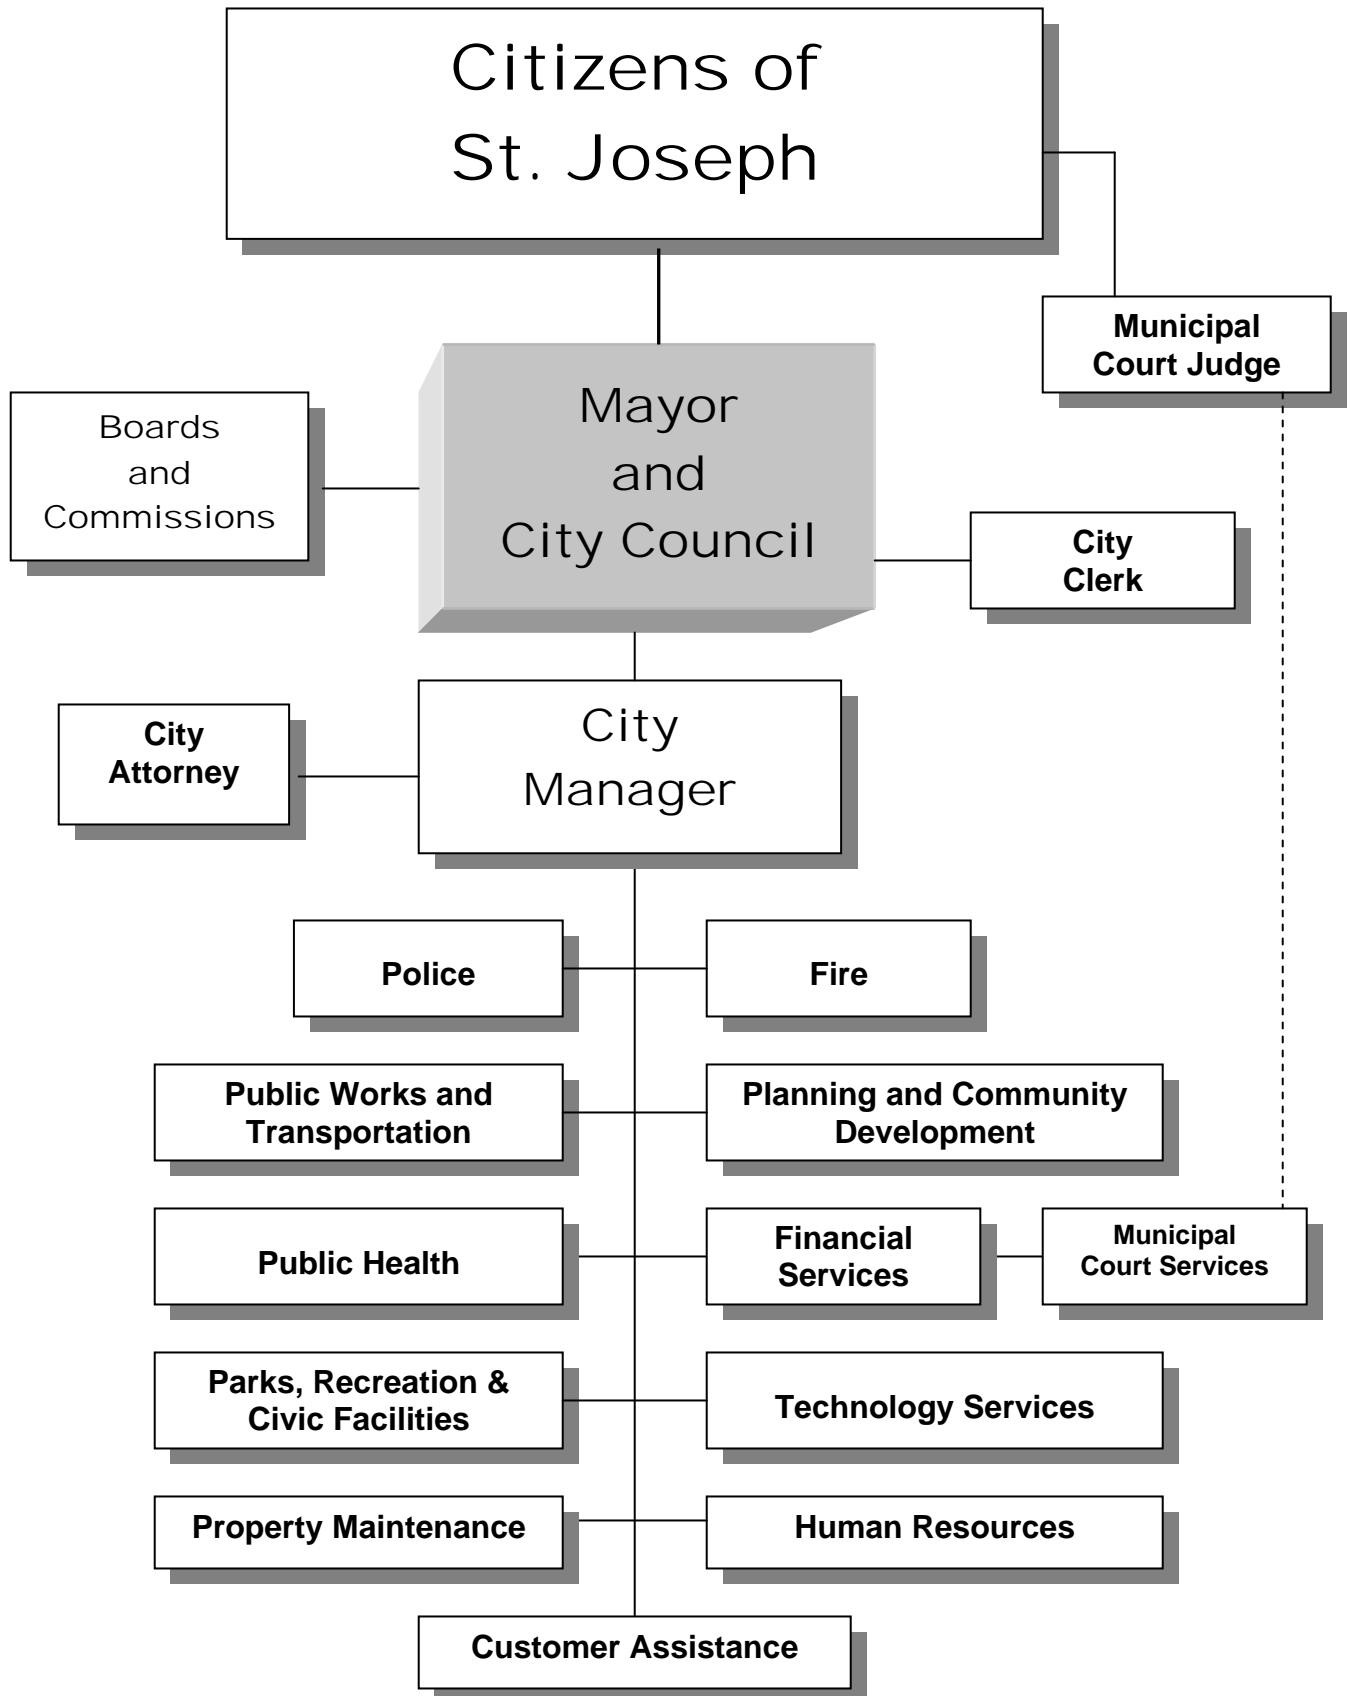 Citizens of
St. Joseph
Municipal
Court Judge
Boards
and
Commissions
Mayor
and
City Council
City
Clerk
City
Attorney
City
Manager
Police
Fire
Public Works and
Transportation
Planning and Community
Development
Public Health
Financial
Services
Municipal
Court Services
Parks, Recreation &
Civic Facilities
Technology Services
Property Maintenance
Human Resources
Customer Assistance